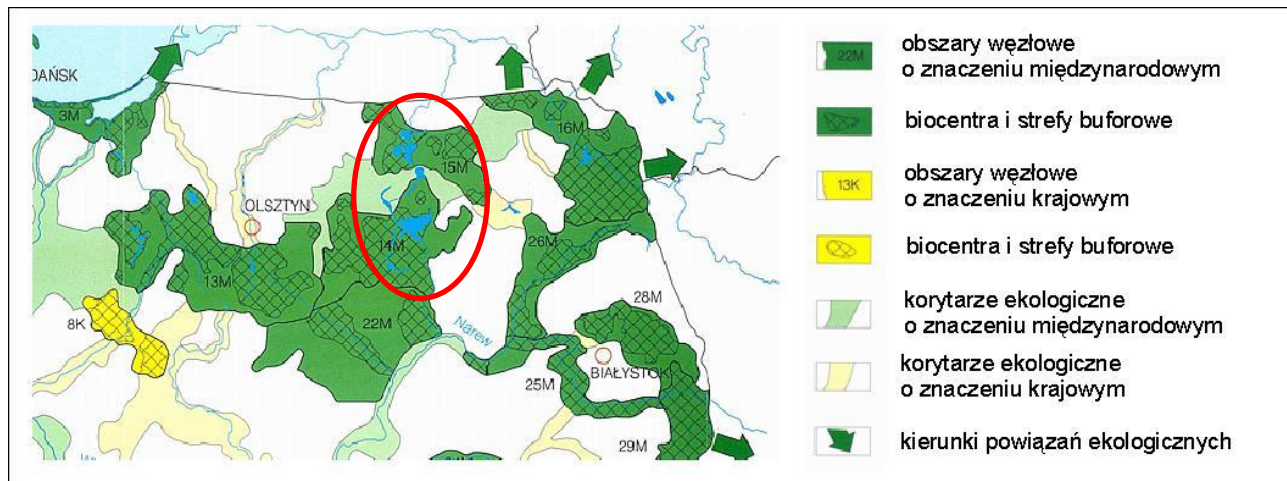 DAŃSK
3M
16M
15M
OLSZTYN
14M
26M
13M
28M
8K
22M
Narew
BIAŁYSTOK
25M
29M
22M
obszary węzłowe
o znaczeniu międzynarodowym
biocentra i strefy buforowe
13K
obszary węzłowe
o znaczeniu krajowym
biocentra i strefy buforowe
korytarze ekologiczne
o znaczeniu międzynarodowym
korytarze ekologiczne
o znaczeniu krajowym
kierunki powiązań ekologicznych